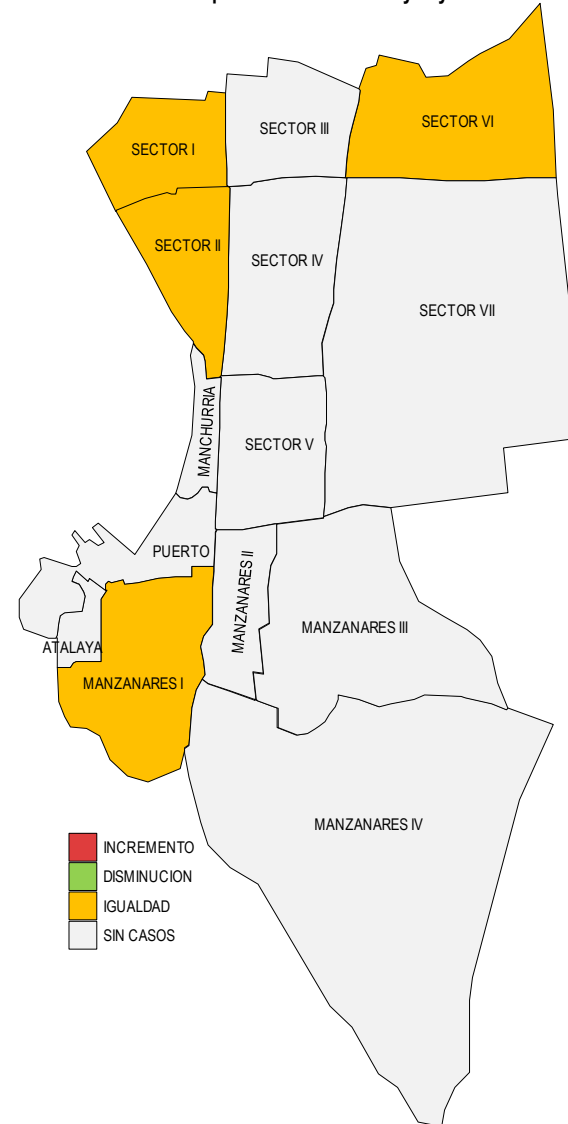 SECTOR VI
SECTOR III
SECTOR I
SECTOR II
SECTOR IV
SECTOR VII
MANCHURRIA
SECTOR V
PUERTO
MANZANARES II
MANZANARES III
ATALAYA
MANZANARES I
MANZANARES IV
INCREMENTO
DISMINUCION
IGUALDAD
SIN CASOS